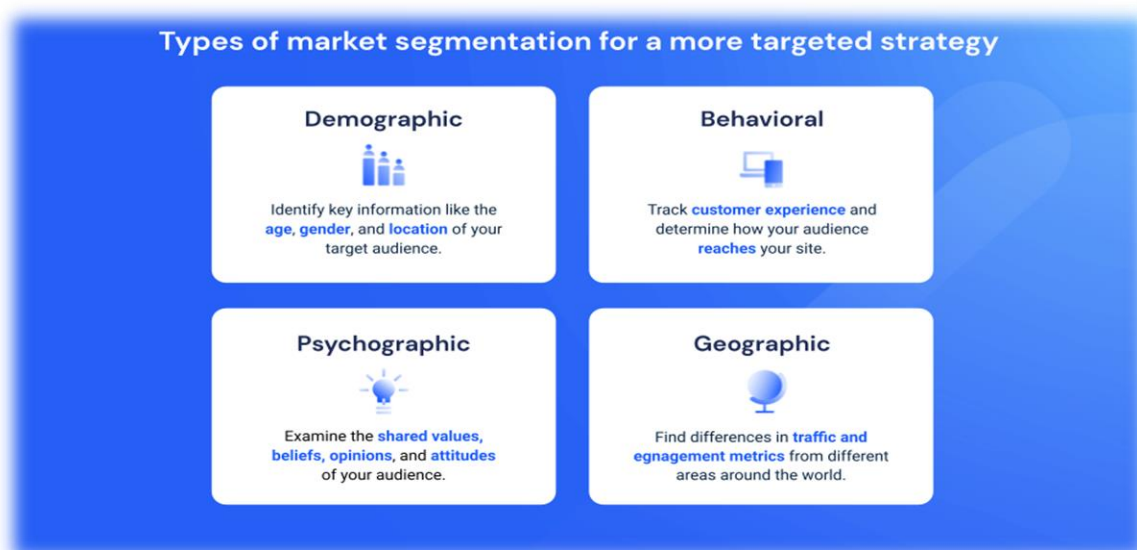 Types of market segmentation for a more targeted strategy
Demographic
Identify key information like the
age, gender, and location of your
target audience.
Behavioral
Track customer experience and
determine how your audience
reaches your site.
Psychographic
Examine the shared values,
beliefs, opinions, and attitudes
of your audience.
Geographic
Find differences in traffic and
egnagement metrics from different
areas around the world.